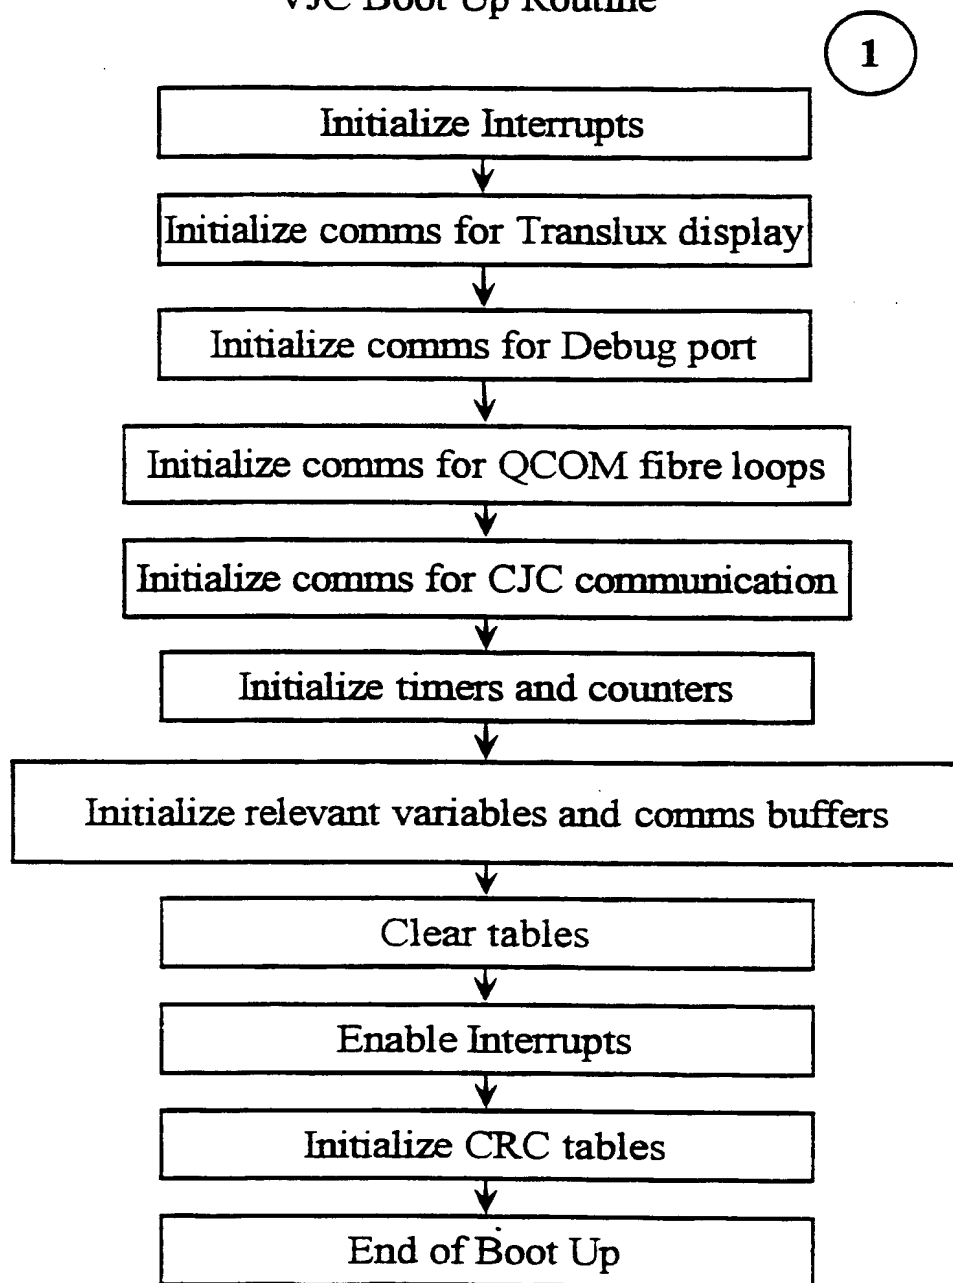 VJC Boot Up Routine
1
Initialize Interrupts
Initialize comms for Translux display
Initialize comms for Debug port
Initialize comms for QCOM fibre loops
Initialize comms for CJC communication
Initialize timers and counters
Initialize relevant variables and comms buffers
Clear tables
Enable Interrupts
Initialize CRC tables
End of Boot Up